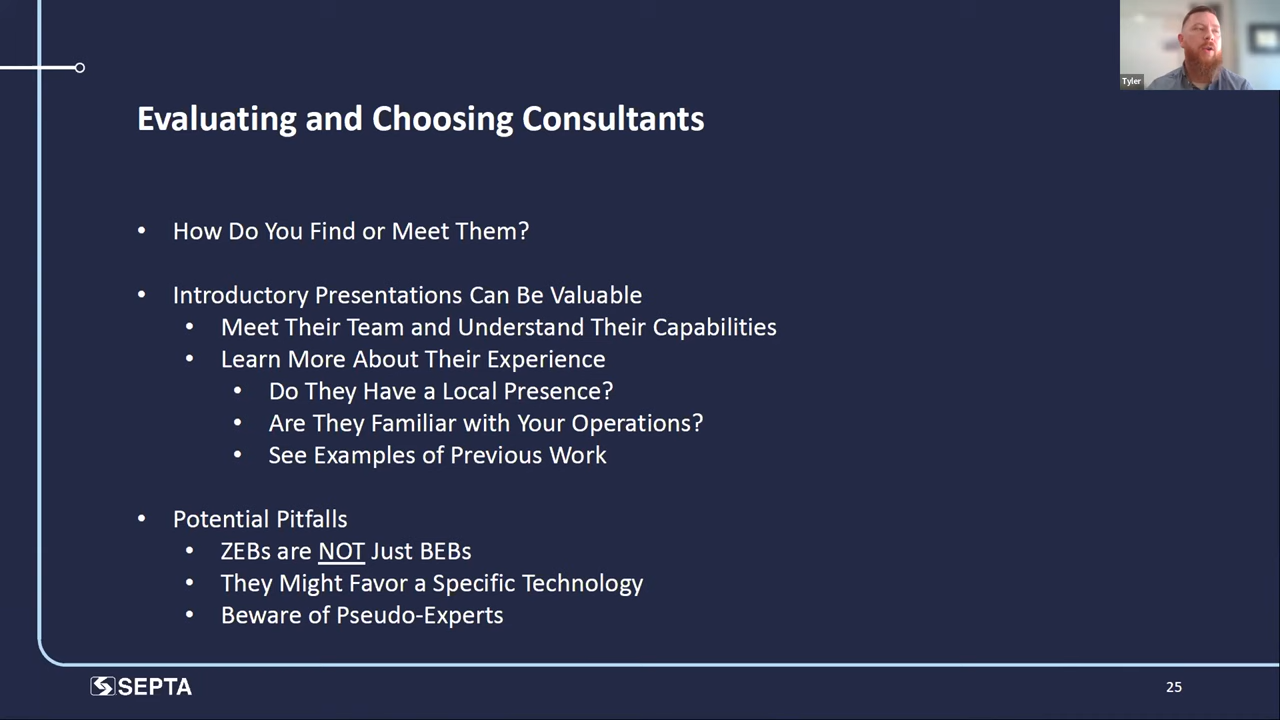 Tyler
Evaluating and Choosing Consultants
• How Do You Find or Meet Them?
• Introductory Presentations Can Be Valuable
• Meet Their Team and Understand Their Capabilities
• Learn More About Their Experience
• Do They Have a Local Presence?
• Are They Familiar with Your Operations?
• See Examples of Previous Work
• Potential Pitfalls
• ZEBs are NOT Just BEBs
• They Might Favor a Specific Technology
• Beware of Pseudo-Experts
SEPTA
25